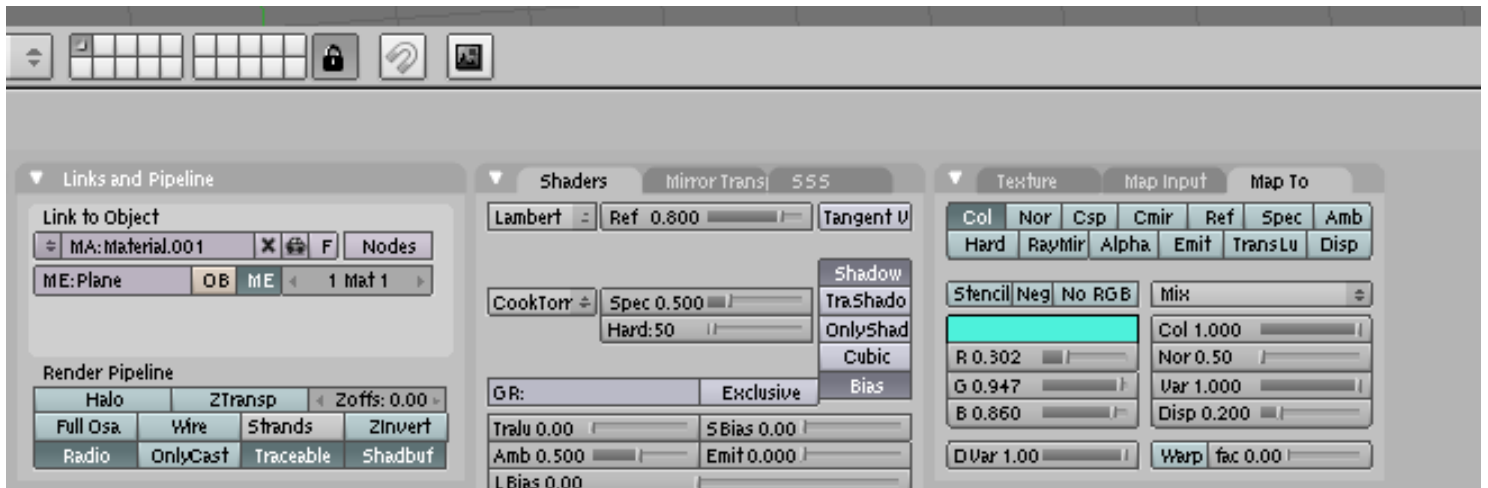 Links and Pipeline
Link to Object
MA:Material.001 X F Nodes
ME:Plane OB ME 1 Mat 1
Render Pipeline
Halo ZTransp Zoffs: 0.00
Full Osa Wire Strands ZInvert
Radio OnlyCast Traceable Shadbuf
Shaders Mirror Transp SSS
Lambert Ref 0.800 Tangent V
Shadow
CookTorr Spec 0.500 TraShado
Hard:50 OnlyShad
Cubic
GR: Exclusive Bias
Tralu 0.00 SBias 0.00
Amb 0.500 Emit 0.000
LBias 0.00
Texture Map Input Map To
Col Nor Csp Cmir Ref Spec Amb
Hard RayMir Alpha Emit TransLu Disp
Stencil Neg No RGB Mix
Col 1.000
R 0.302 Nor 0.50
G 0.947 Var 1.000
B 0.860 Disp 0.200
DVar 1.00 Warp fac 0.00